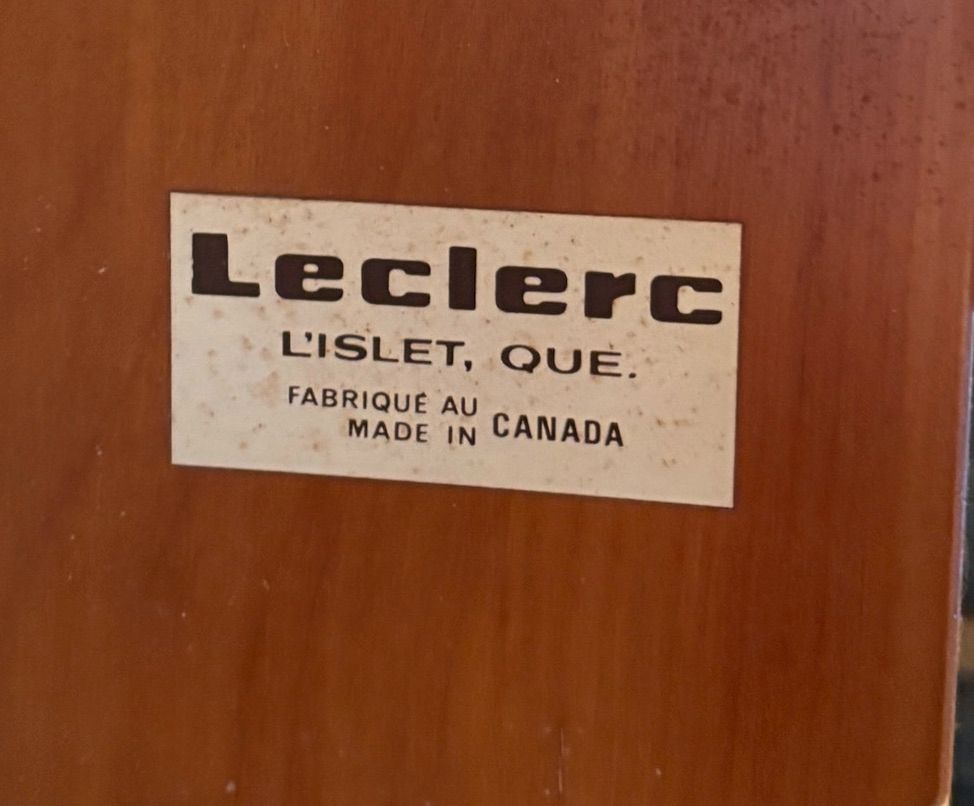 Leclerc
L'ISLET, QUE.
FABRIQUÉ AU
MADE IN CANADA